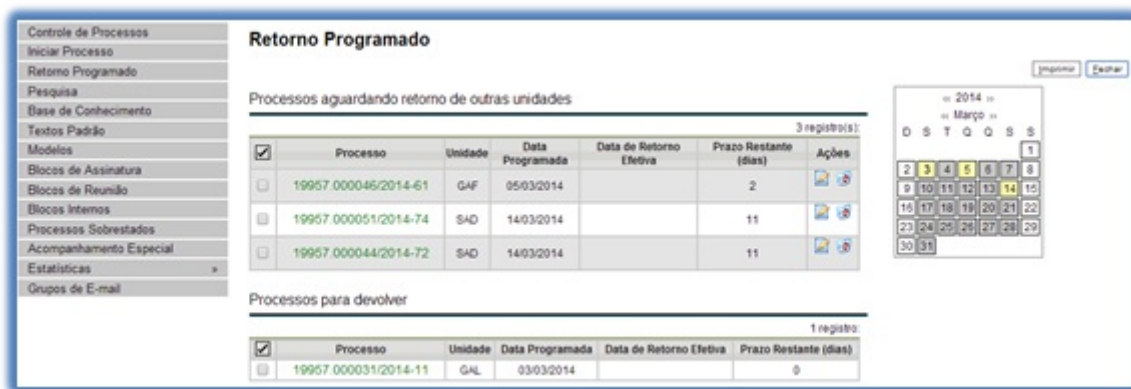 Controle de Processos
Iniciar Processo
Retorno Programado
Pesquisa
Base de Conhecimento
Textos Padrão
Modelos
Blocos de Assinatura
Blocos de Reunião
Blocos Internos
Processos Sobrestados
Acompanhamento Especial
Estatísticas »
Grupos de E-mail
Retorno Programado
Imprimir Fechar
Processos aguardando retorno de outras unidades
3 registro(s):
Processo Unidade Data Programada Data de Retorno Efetiva Prazo Restante (dias) Ações
19957.000046/2014-61 GAF 05/03/2014 2
19957.000051/2014-74 SAD 14/03/2014 11
19957.000044/2014-72 SAD 14/03/2014 11
Processos para devolver
1 registro:
Processo Unidade Data Programada Data de Retorno Efetiva Prazo Restante (dias)
19957.000031/2014-11 GAL 03/03/2014 0
‹‹ 2014 ››
‹‹ Março ››
D S T Q Q S S
1
2 3 4 5 6 7 8
9 10 11 12 13 14 15
16 17 18 19 20 21 22
23 24 25 26 27 28 29
30 31